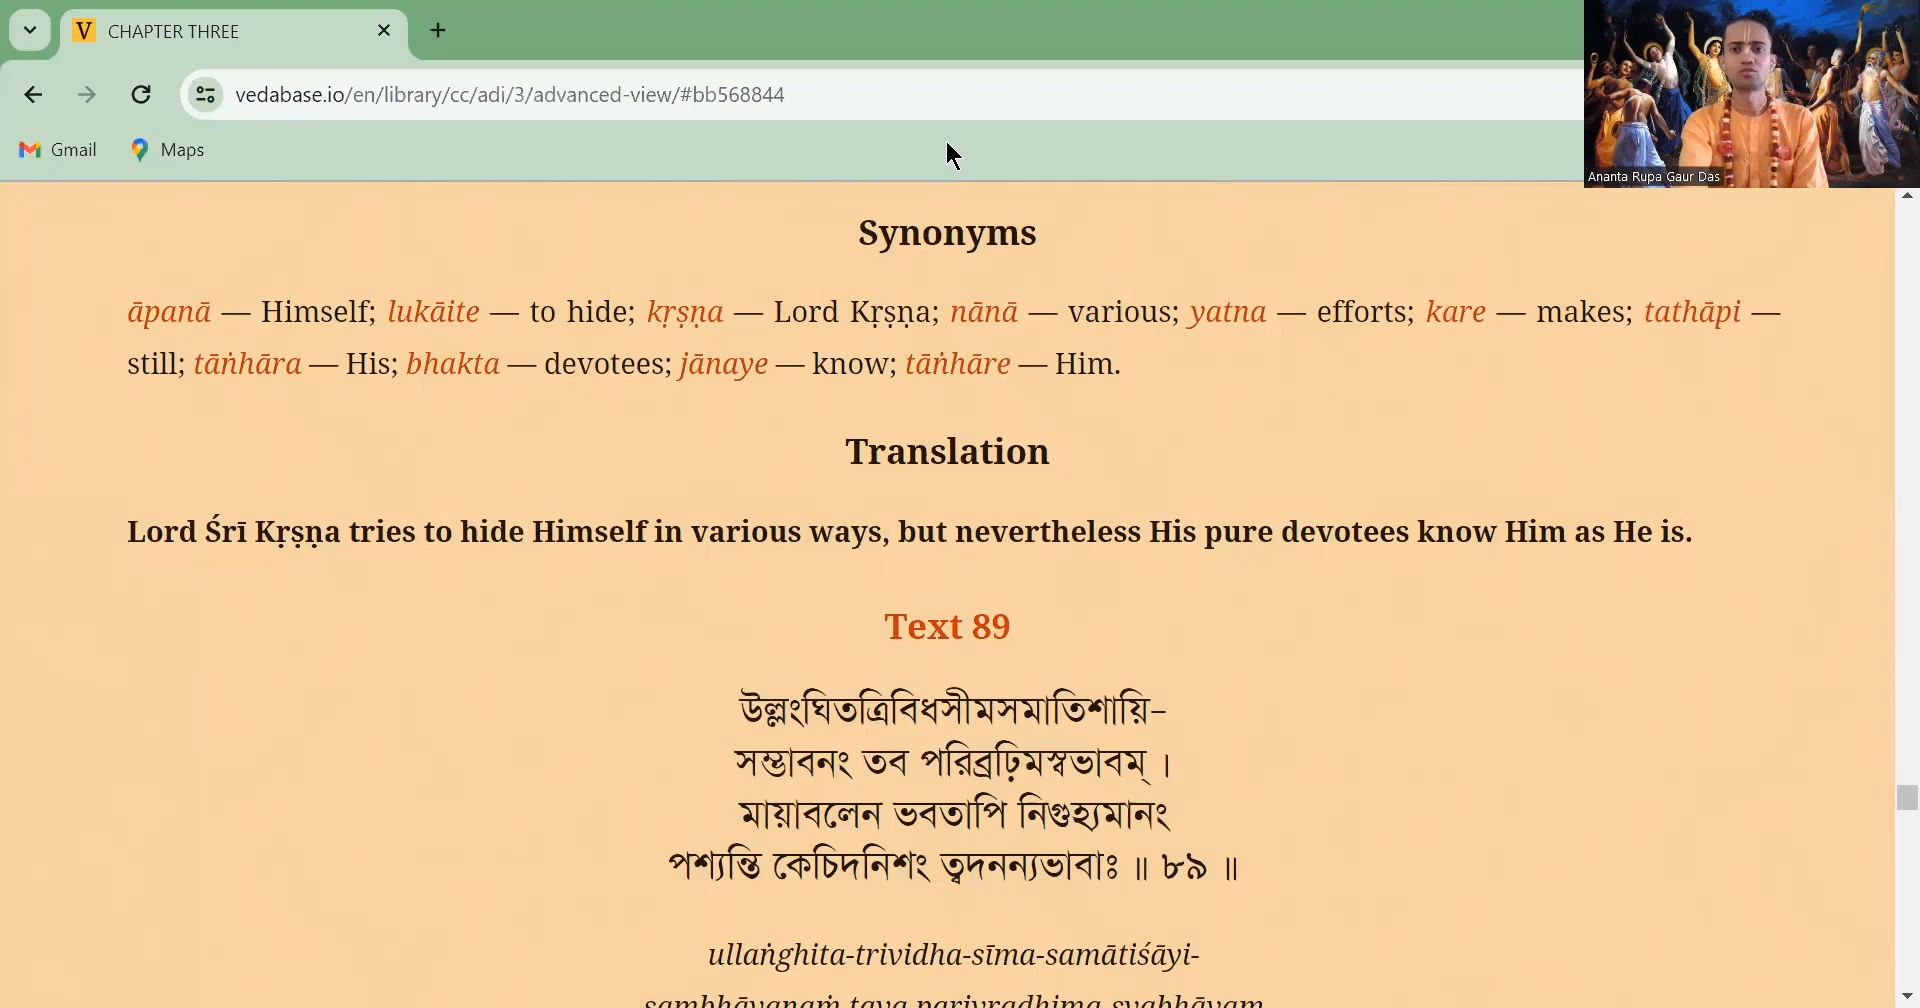 CHAPTER THREE
vedabase.io/en/library/cc/adi/3/advanced-view/#bb568844
Gmail Maps
Ananta Rupa Gaur Das
Synonyms
āpanā — Himself; lukāite — to hide; kṛṣṇa — Lord Kṛṣṇa; nānā — various; yatna — efforts; kare — makes; tathāpi —
still; tāṅhāra — His; bhakta — devotees; jānaye — know; tāṅhāre — Him.
Translation
Lord Śrī Kṛṣṇa tries to hide Himself in various ways, but nevertheless His pure devotees know Him as He is.
Text 89
উল্লংঘিতত্রিবিধসীমসমাতিশায়ি-
সম্ভাবনং তব পরিব্রঢ়িমস্বভাবম্ ।
মায়াবলেন ভবতাপি নিগুহ্যমানং
পশ্যন্তি কেচিদনিশং ত্বদনন্যভাবাঃ ॥ ৮৯ ॥
ullaṅghita-trividha-sīma-samātiśāyi-
sambhāvanaṁ tava parivraḍhima-svabhāvam